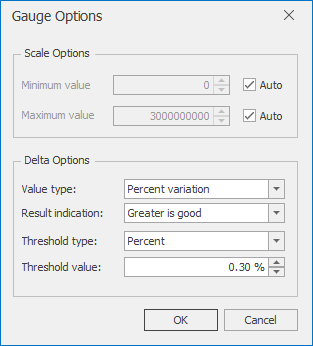 Gauge Options
Scale Options
Minimum value 0 Auto
Maximum value 3000000000 Auto
Delta Options
Value type: Percent variation
Result indication: Greater is good
Threshold type: Percent
Threshold value: 0.30 %
OK Cancel